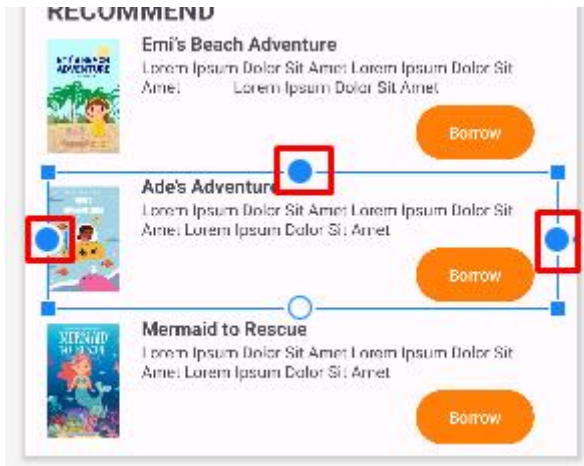 RECOMMEND
Emi's Beach Adventure
Lorem Ipsum Dolor Sit Amet Lorem Ipsum Dolor Sit
Amet Lorem Ipsum Dolor Sit Amet
Borrow
Ade's Adventure
Lorem Ipsum Dolor Sit Amet Lorem Ipsum Dolor Sit
Amet Lorem Ipsum Dolor Sit Amet
Borrow
MERMAID
TO RESCUE
Mermaid to Rescue
Lorem Ipsum Dolor Sit Amet Lorem Ipsum Dolor Sit
Amet Lorem Ipsum Dolor Sit Amet
Borrow